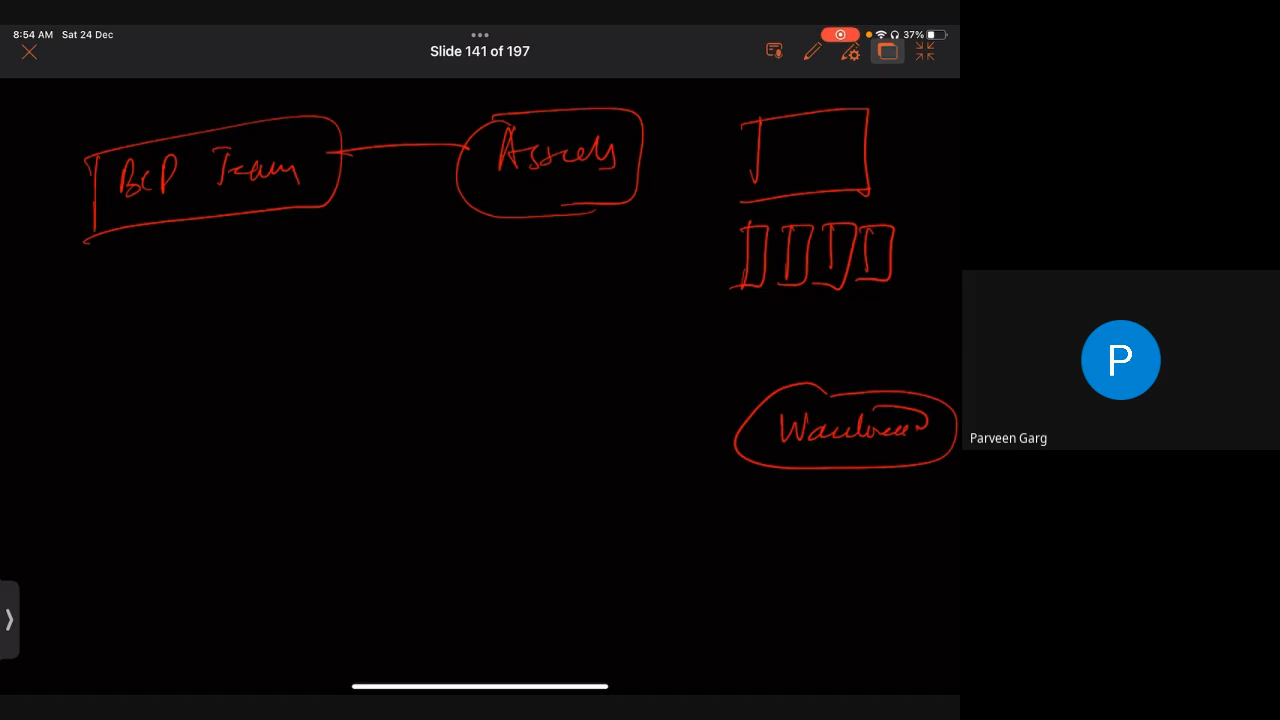 8:54 AM Sat 24 Dec
37%
Slide 141 of 197
BCP Team
Assets
P
Parveen Garg